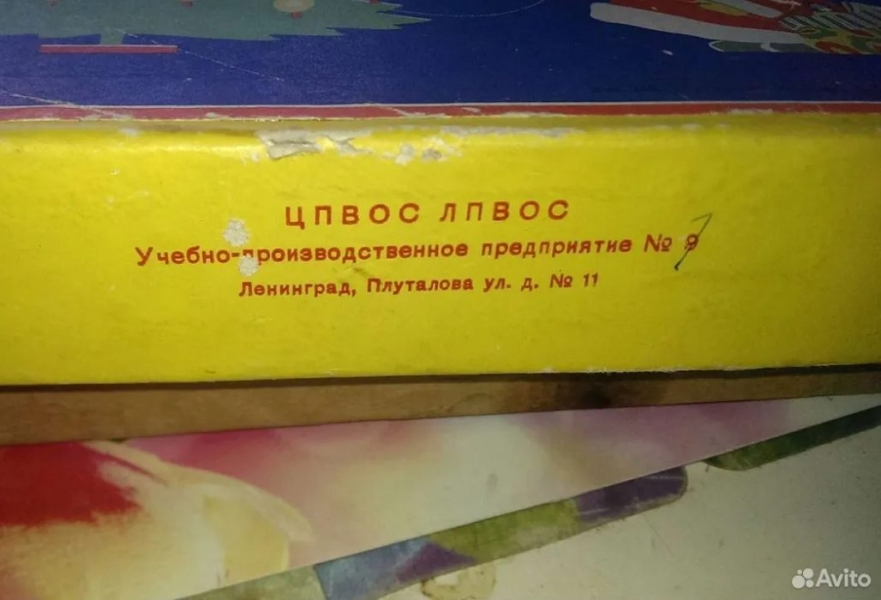 ЦПВОС ЛПВОС
Учебно-производственное предприятие № 9
Ленинград, Плуталова ул. д. № 11
Avito